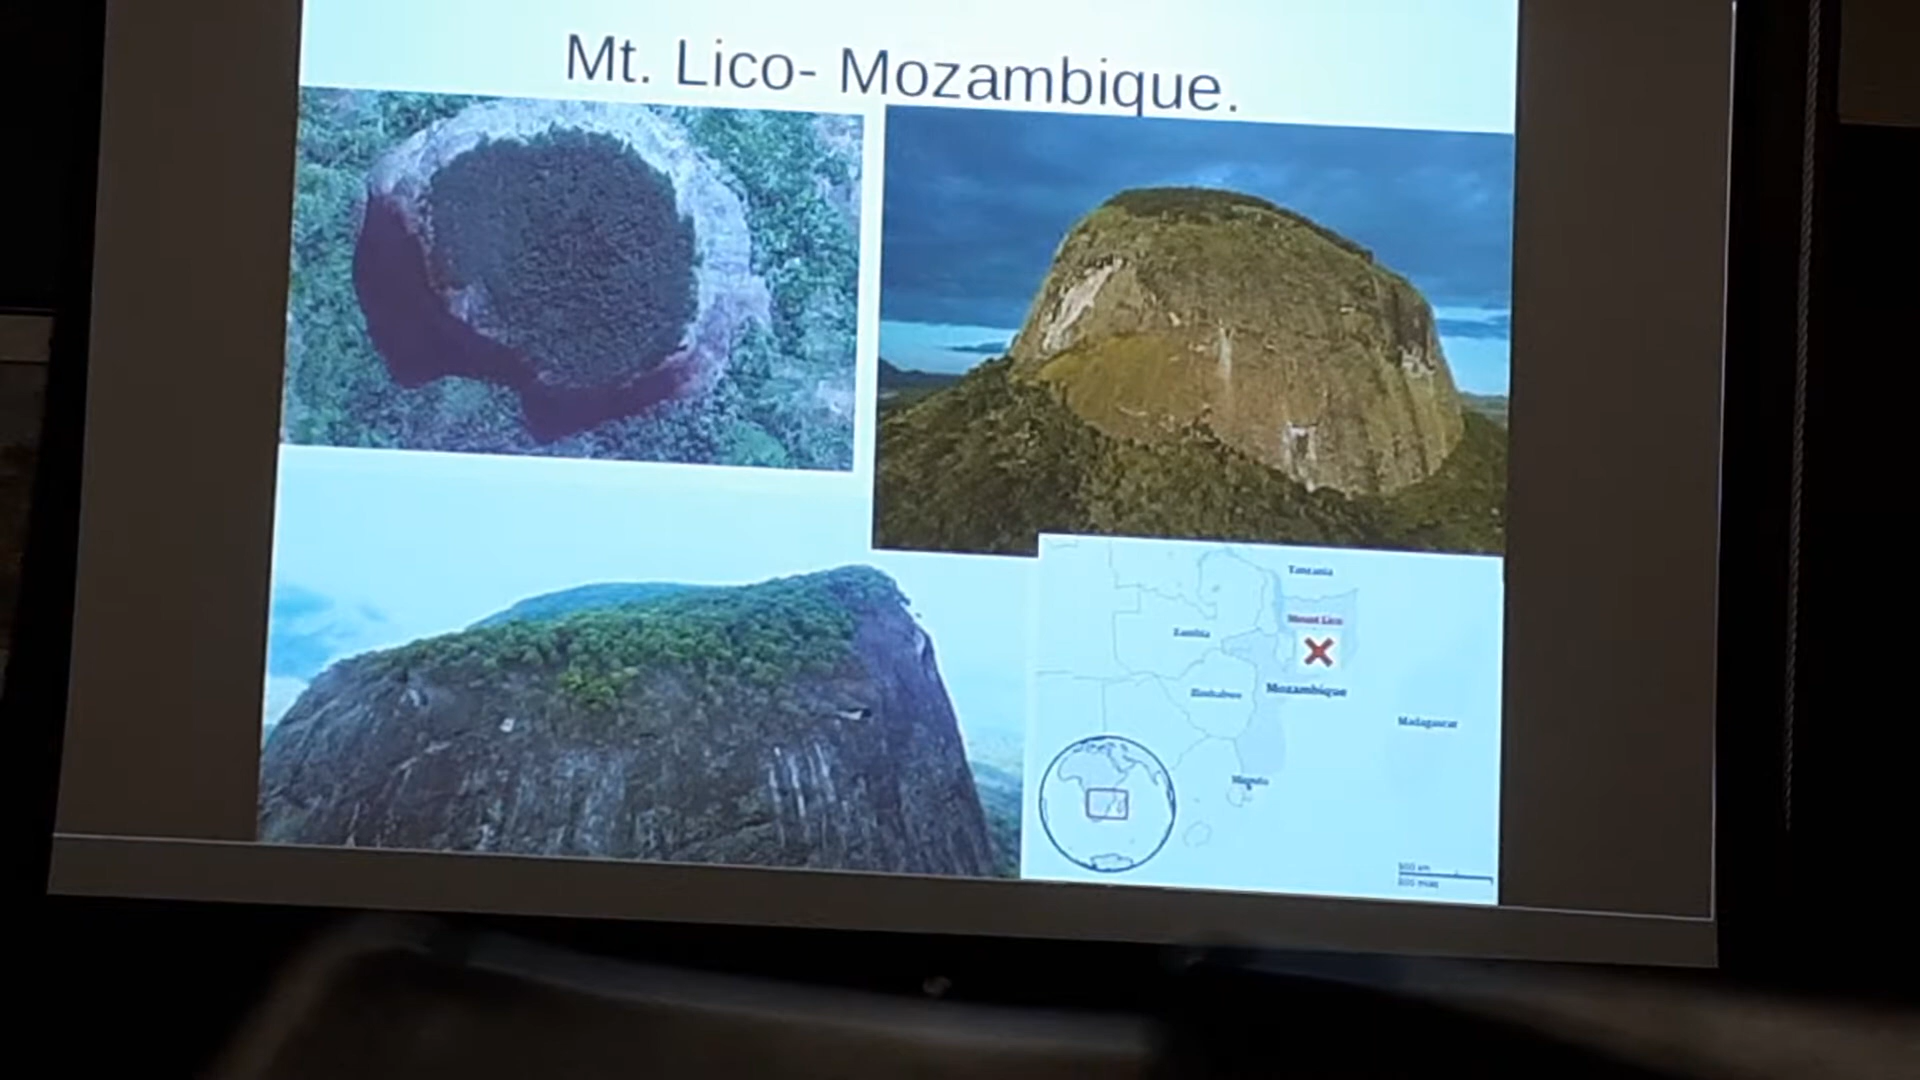 Mt. Lico- Mozambique.
Tanzania
Mount Lico
Zambia
Mozambique
Zimbabwe
Madagascar
Maputo